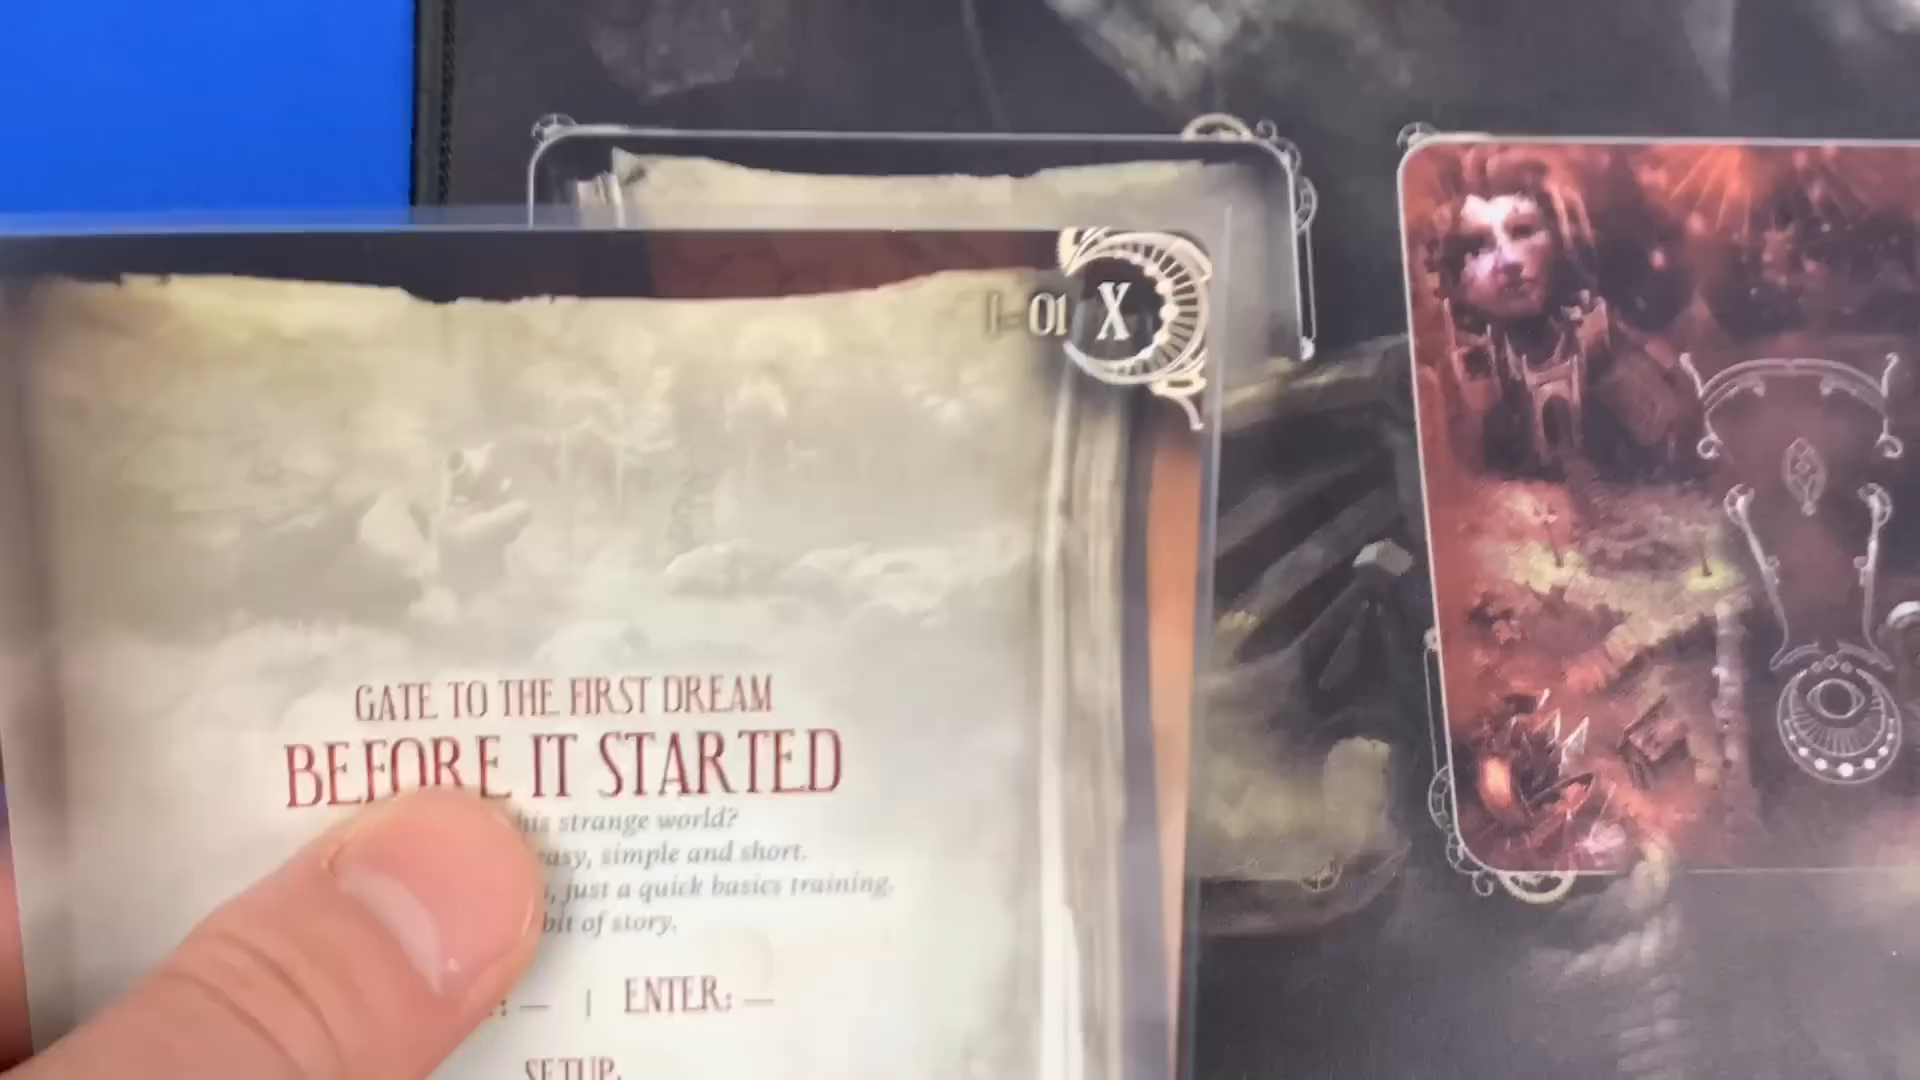 I-01 X
GATE TO THE FIRST DREAM
BEFORE IT STARTED
his strange world?
easy, simple and short.
, just a quick basics training,
bit of story.
: — | ENTER: —
SETUP.